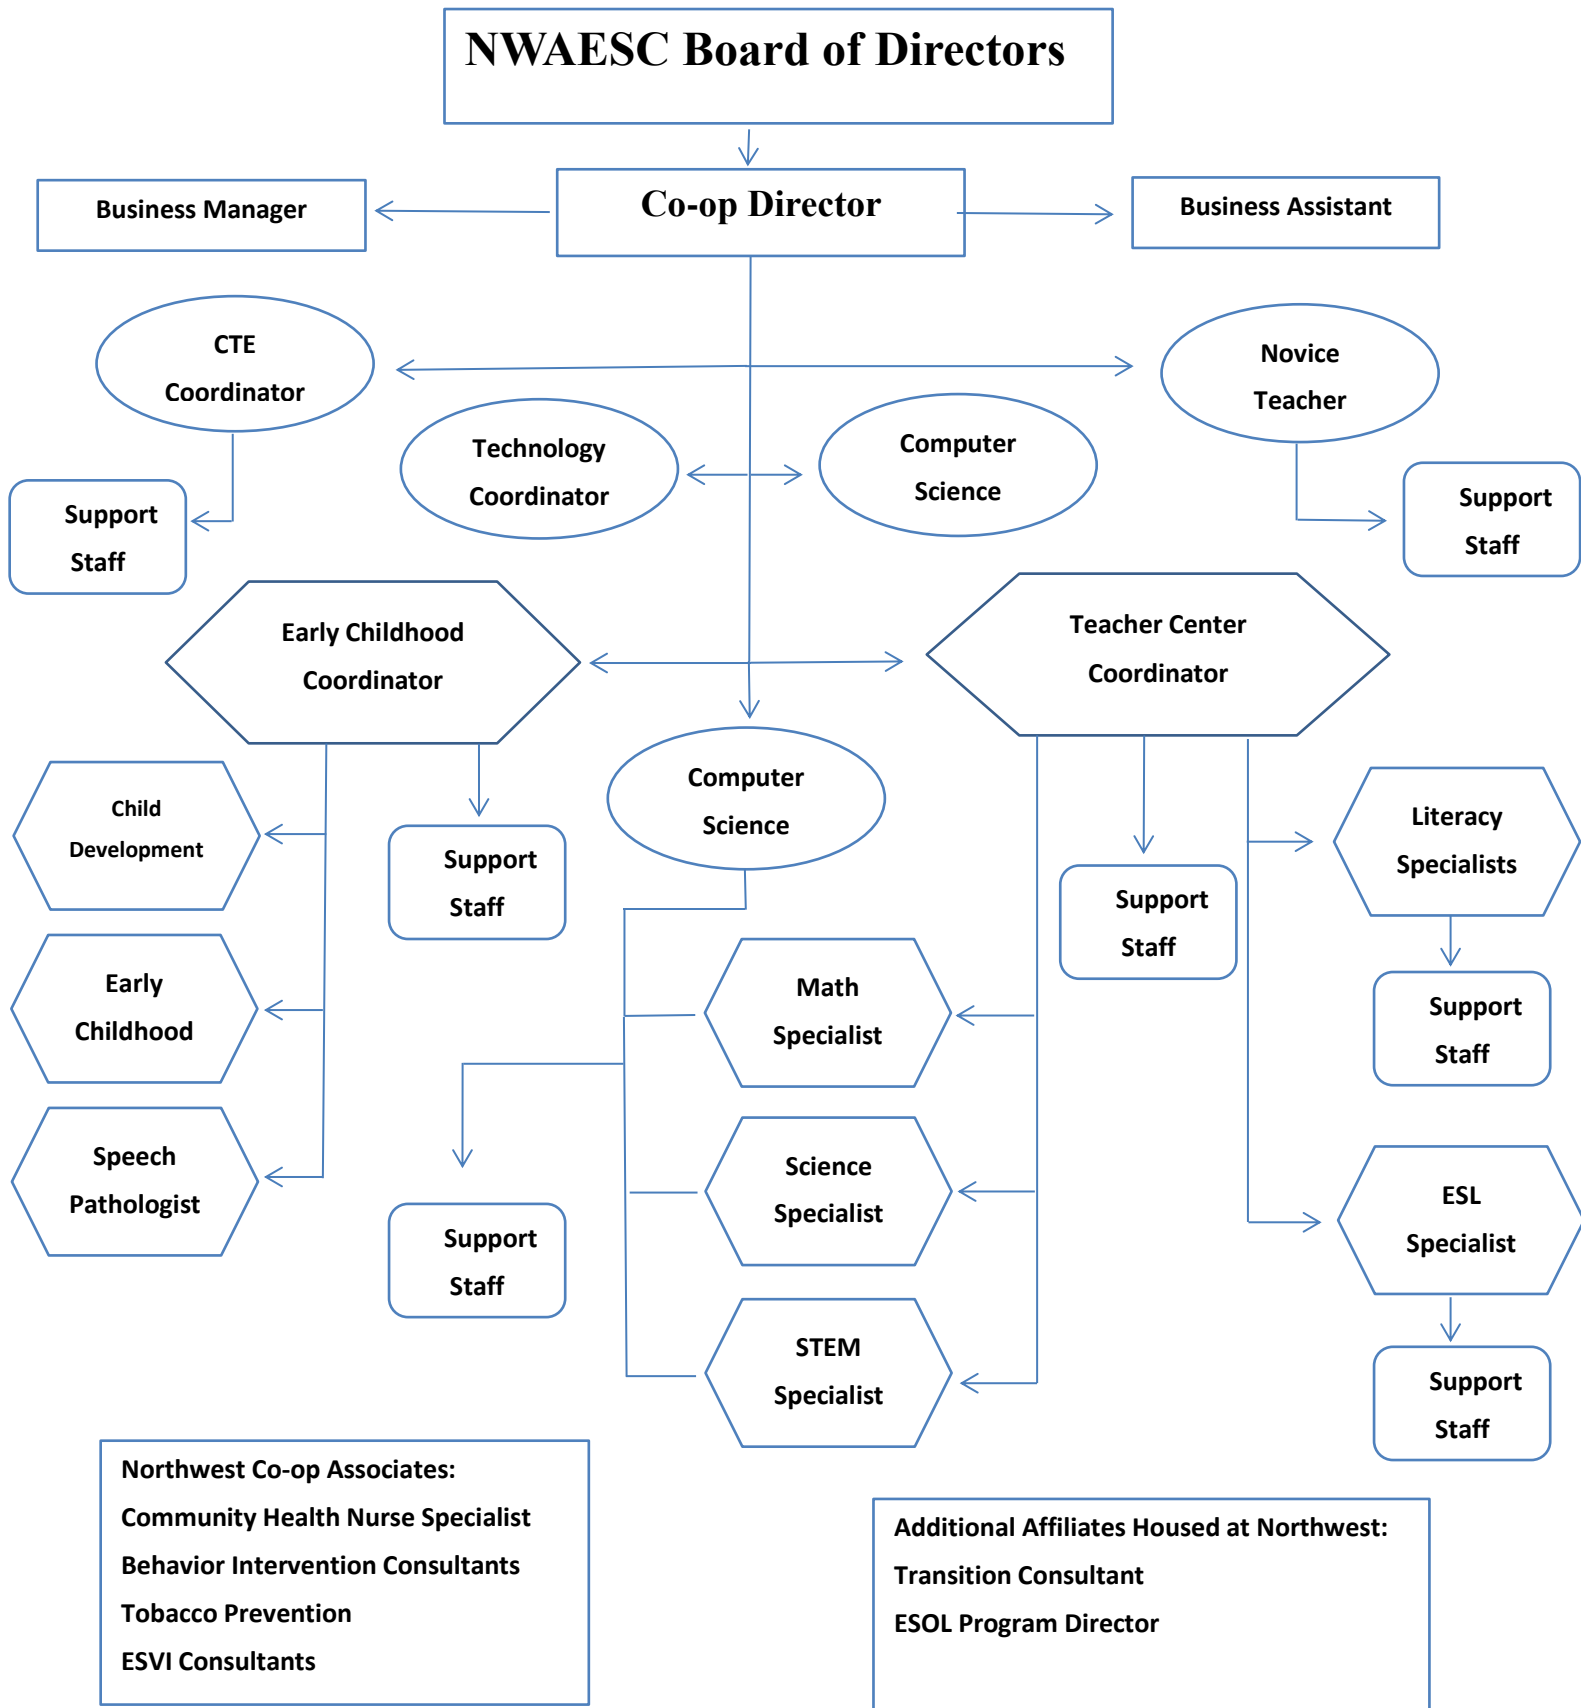 NWAESC Board of Directors
Business Manager
Co-op Director
Business Assistant
CTE
Coordinator
Novice
Teacher
Technology
Coordinator
Computer
Science
Support
Staff
Support
Staff
Early Childhood
Coordinator
Teacher Center
Coordinator
Child
Development
Support
Staff
Computer
Science
Support
Staff
Literacy
Specialists
Early
Childhood
Math
Specialist
Support
Staff
Speech
Pathologist
Support
Staff
Science
Specialist
ESL
Specialist
STEM
Specialist
Support
Staff
Northwest Co-op Associates:
Community Health Nurse Specialist
Behavior Intervention Consultants
Tobacco Prevention
ESVI Consultants
Additional Affiliates Housed at Northwest:
Transition Consultant
ESOL Program Director